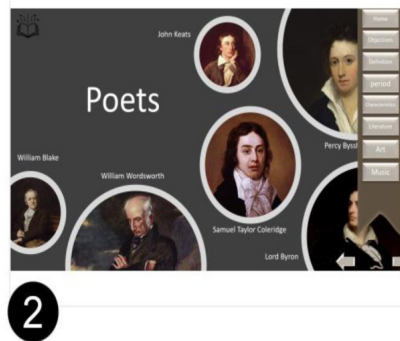 John Keats
Poets
Percy Byssh
William Blake
William Wordsworth
Samuel Taylor Coleridge
Lord Byron
Home
Objectives
Definition
period
Characteristics
Literature
Art
Music
2